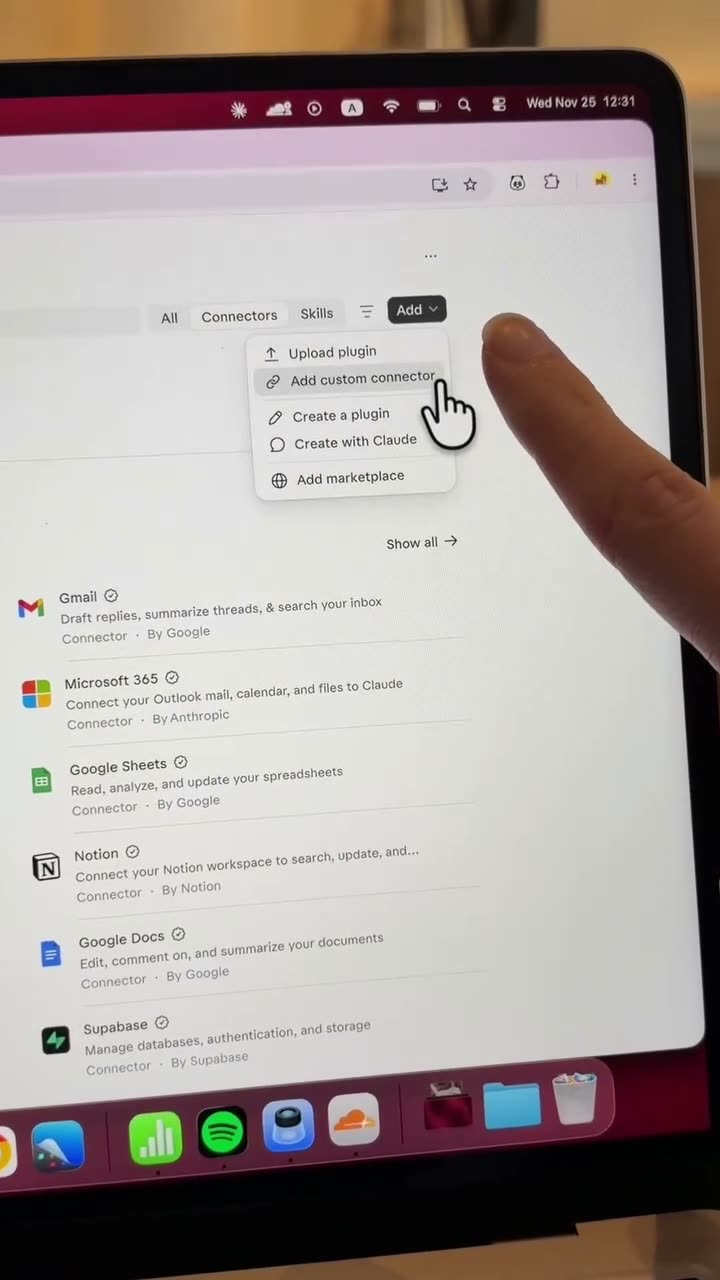 A
Wed Nov 25 12:31
...
All Connectors Skills Add
Upload plugin
Add custom connector
Create a plugin
Create with Claude
Add marketplace
Show all →
Gmail
Draft replies, summarize threads, & search your inbox
Connector · By Google
Microsoft 365
Connect your Outlook mail, calendar, and files to Claude
Connector · By Anthropic
Google Sheets
Read, analyze, and update your spreadsheets
Connector · By Google
N
Notion
Connect your Notion workspace to search, update, and...
Connector · By Notion
Google Docs
Edit, comment on, and summarize your documents
Connector · By Google
Supabase
Manage databases, authentication, and storage
Connector · By Supabase